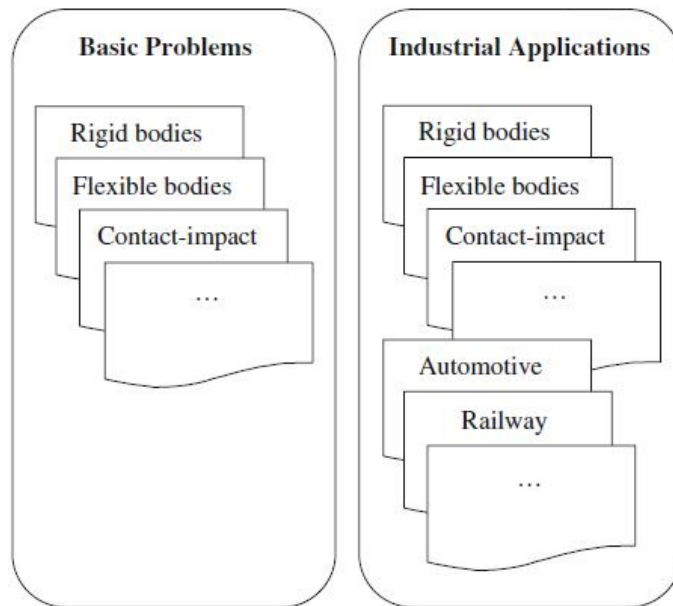 Basic Problems
Rigid bodies
Flexible bodies
Contact-impact
...
Industrial Applications
Rigid bodies
Flexible bodies
Contact-impact
...
Automotive
Railway
...